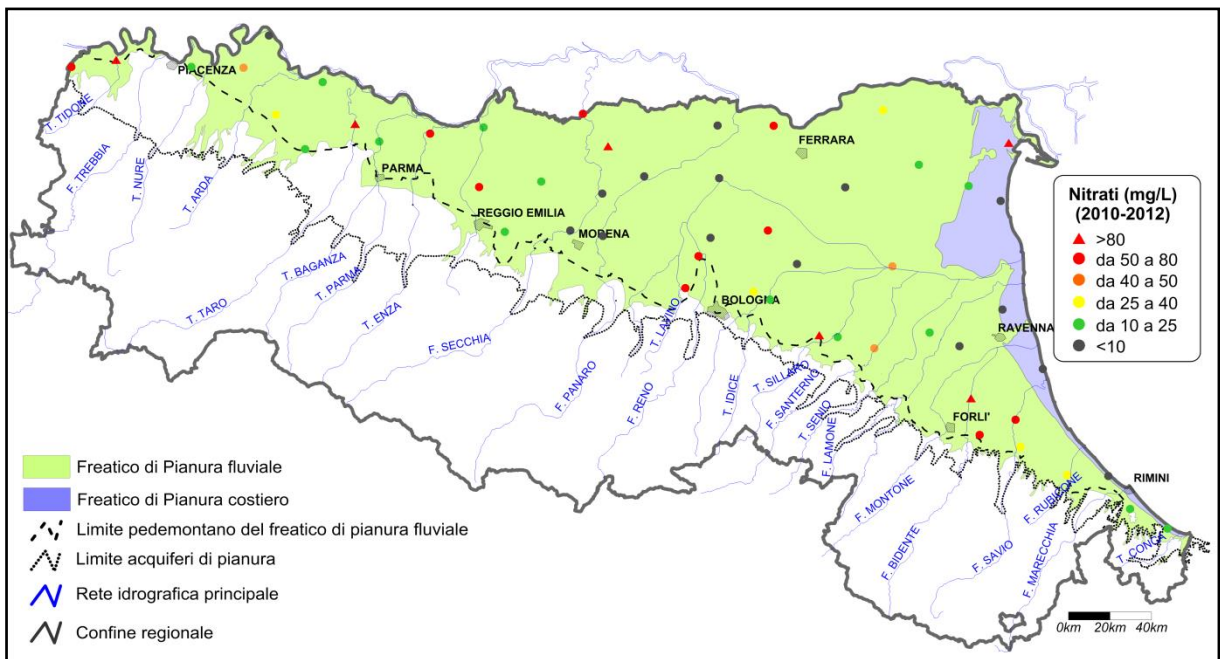 PIACENZA
T. TIDONE
F. TREBBIA
T. NURE
T. ARDA
PARMA
FERRARA
REGGIO EMILIA
MODENA
T. BAGANZA
T. PARMA
T. TARO
T. ENZA
F. SECCHIA
F. PANARO
T. LAVINO
F. RENO
BOLOGNA
T. IDICE
T. SILLARO
F. SANTERNO
T. SENIO
F. LAMONE
RAVENNA
FORLI'
F. MONTONE
F. BIDENTE
F. SAVIO
F. RUBICONE
F. MARECCHIA
RIMINI
T. CONCA
Nitrati (mg/L)
(2010-2012)
>80
da 50 a 80
da 40 a 50
da 25 a 40
da 10 a 25
<10
Freatico di Pianura fluviale
Freatico di Pianura costiero
Limite pedemontano del freatico di pianura fluviale
Limite acquiferi di pianura
Rete idrografica principale
Confine regionale
0km 20km 40km